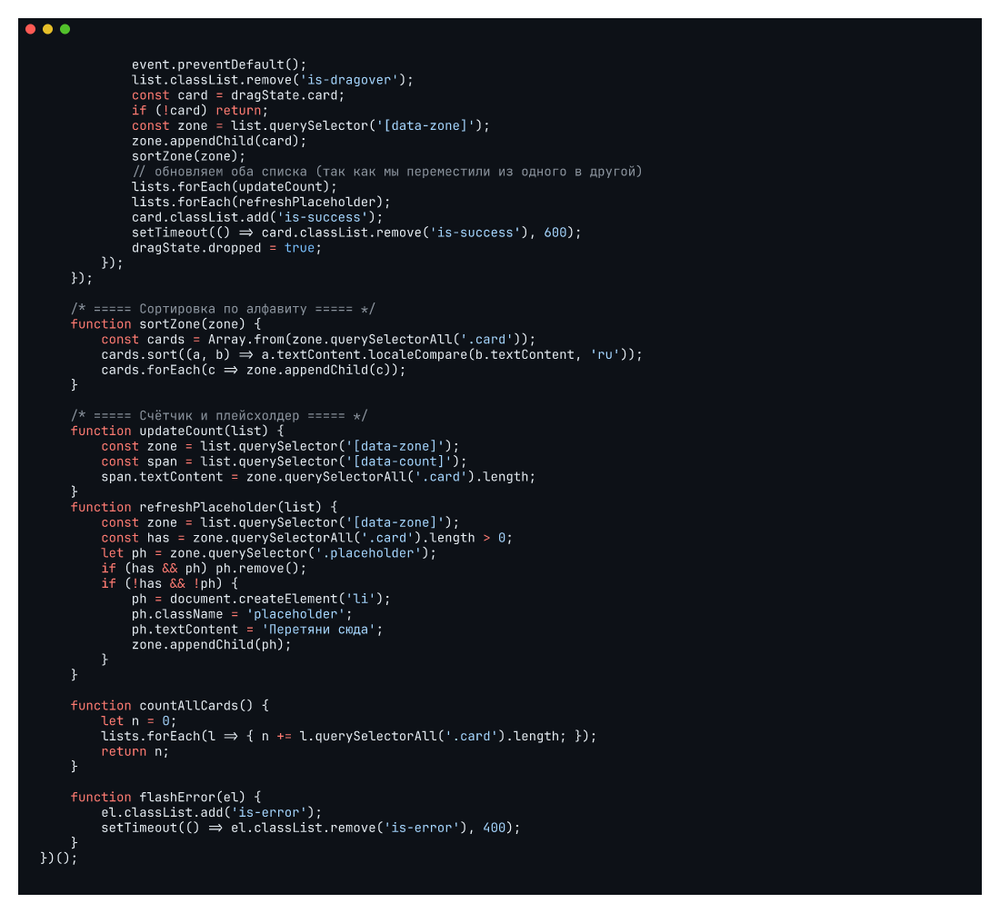 event.preventDefault();
list.classList.remove('is-dragover');
const card = dragState.card;
if (!card) return;
const zone = list.querySelector('[data-zone]');
zone.appendChild(card);
sortZone(zone);
// обновляем оба списка (так как мы переместили из одного в другой)
lists.forEach(updateCount);
lists.forEach(refreshPlaceholder);
card.classList.add('is-success');
setTimeout(() => card.classList.remove('is-success'), 600);
dragState.dropped = true;
});
});
/* ===== Сортировка по алфавиту ===== */
function sortZone(zone) {
const cards = Array.from(zone.querySelectorAll('.card'));
cards.sort((a, b) => a.textContent.localeCompare(b.textContent, 'ru'));
cards.forEach(c => zone.appendChild(c));
}
/* ===== Счётчик и плейсхолдер ===== */
function updateCount(list) {
const zone = list.querySelector('[data-zone]');
const span = list.querySelector('[data-count]');
span.textContent = zone.querySelectorAll('.card').length;
}
function refreshPlaceholder(list) {
const zone = list.querySelector('[data-zone]');
const has = zone.querySelectorAll('.card').length > 0;
let ph = zone.querySelector('.placeholder');
if (has && ph) ph.remove();
if (!has && !ph) {
ph = document.createElement('li');
ph.className = 'placeholder';
ph.textContent = 'Перетяни сюда';
zone.appendChild(ph);
}
}
function countAllCards() {
let n = 0;
lists.forEach(l => { n += l.querySelectorAll('.card').length; });
return n;
}
function flashError(el) {
el.classList.add('is-error');
setTimeout(() => el.classList.remove('is-error'), 400);
}
})();